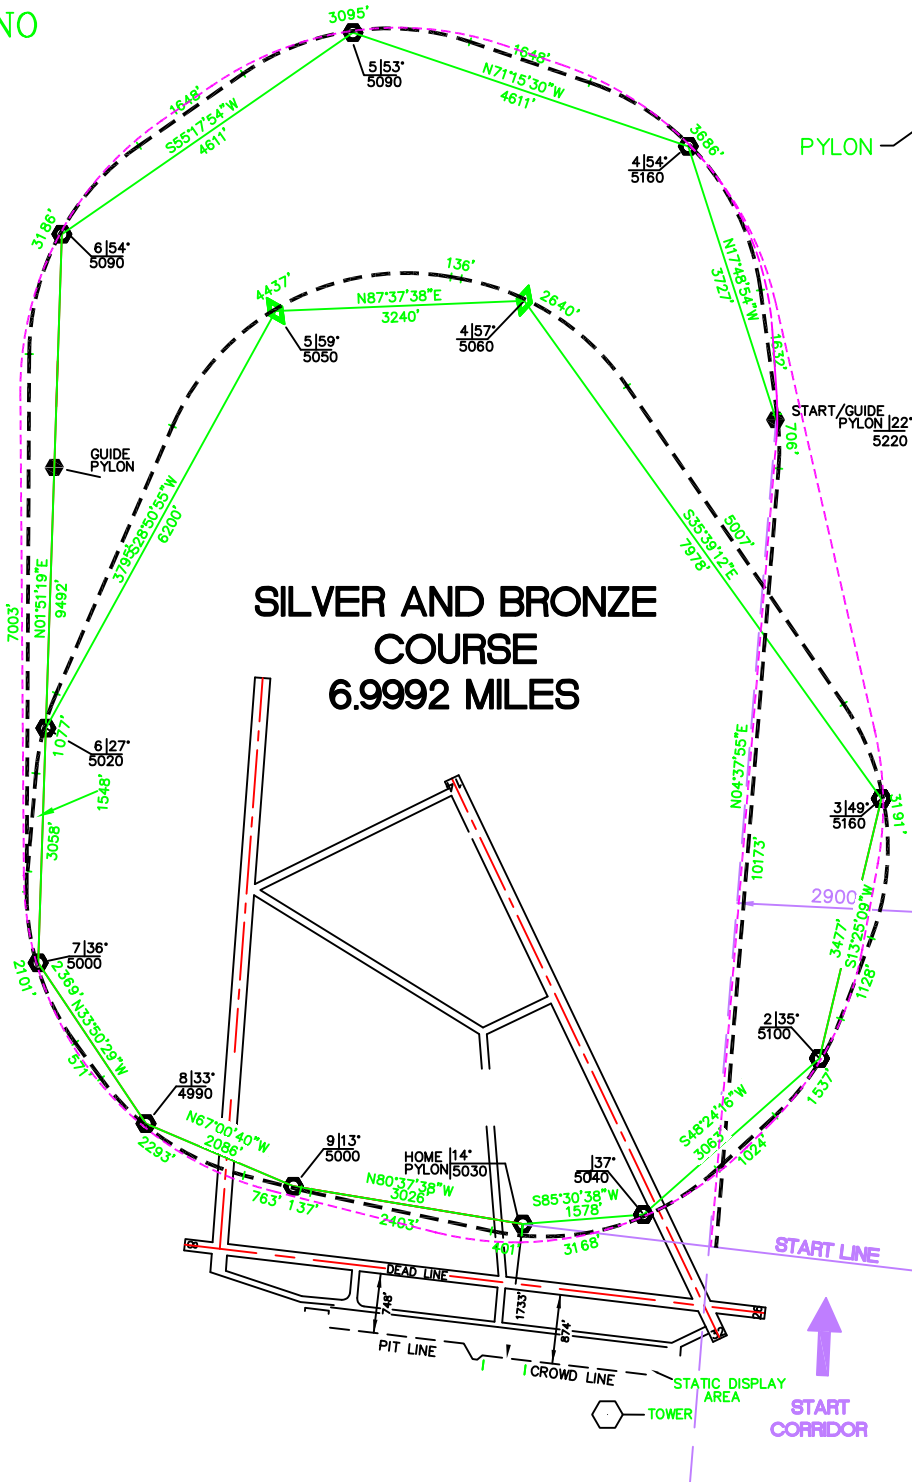 NO
3095'
5|53°
5090
1648'
N71°15'30"W
4611'
1648'
S55°17'54"W
4611'
3686'
4|54°
5160
PYLON
3186'
6|54°
5090
N17°48'54"W
3727'
4437'
136'
N87°37'38"E
3240'
2640'
5|59°
5050
4|57°
5060
1632'
START/GUIDE
PYLON |22°
5220
706'
GUIDE
PYLON
3795'
S28°50'55"W
6200'
5007'
S35°39'12"E
7978'
7003'
N01°51'19"E
9492'
SILVER AND BRONZE
COURSE
6.9992 MILES
1077'
6|27°
5020
1548'
3058'
N04°37'55"E
10173'
3|49°
5160
3191'
2900
3477'
S13°25'09"W
1128'
7|36°
5000
2101'
2369'
N33°50'29"W
571'
2|35°
5100
1537'
8|33°
4990
2293'
N67°00'40"W
2086'
9|13°
5000
763'
137'
HOME |14°
PYLON|5030
N80°37'38"W
3026'
2403'
|37°
5040
S85°30'38"W
1578'
S48°24'16"W
3063'
1024'
401'
3168'
START LINE
8
DEAD LINE
748'
1733'
874'
26
32
PIT LINE
CROWD LINE
STATIC DISPLAY
AREA
TOWER
START
CORRIDOR